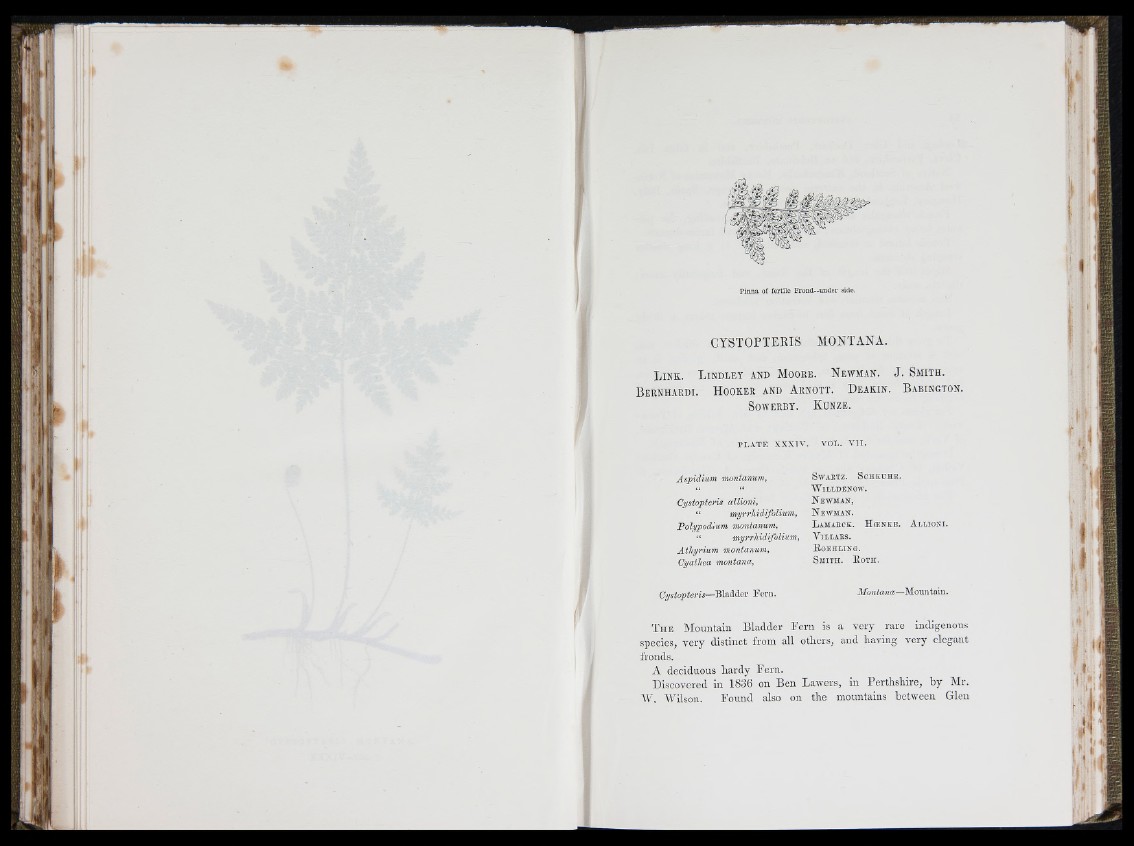 Pinna of fertile Frond—under side.
CYSTOPTERIS MONTANA.
LINK. LINDLEY AND MOORE. NEWMAN. J. SMITH.
BERNHARDI. HOOKER AND ARNOTT. DEAKIN. BABINGTON.
SOWERBY. KUNZE.
PLATE XXXIV. VOL. VII.
Aspidium montanum, SWARTZ. SCHKUHR.
“ “ WILLDENOW.
Cystopteris allioni, NEWMAN,
“ myrrhidifolium, NEWMAN.
Polypodium montanum, LAMARCK. HŒNKE. ALLIONI.
“ myrrhidifolium, VILLARS.
Athyrium montanum, ROEHLING.
Cyathea montana, SMITH. ROTH.
Cystopteris—Bladder Fern. Montana—Mountain.
THE Mountain Bladder Fern is a very rare indigenous
species, very distinct from all others, and having very elegant
fronds.
A deciduous hardy Fern.
Discovered in 1836 on Ben Lawers, in Perthshire, by Mr.
W. Wilson. Found also on the mountains between Glen